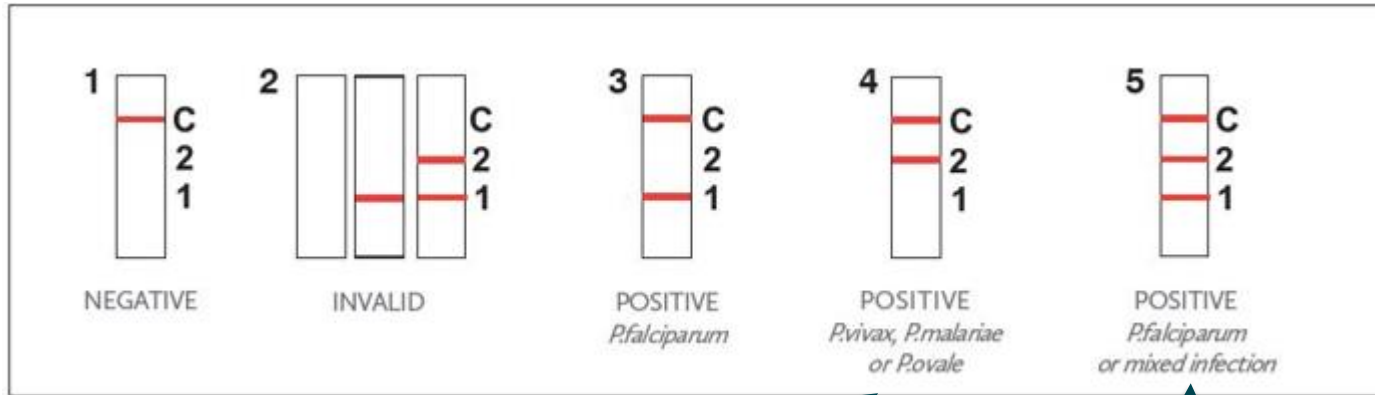 1
C
2
1
NEGATIVE
2
C
2
1
INVALID
3
C
2
1
POSITIVE
P.falciparum
4
C
2
1
POSITIVE
P.vivax, P.malariae
or P.ovale
5
C
2
1
POSITIVE
P.falciparum
or mixed infection